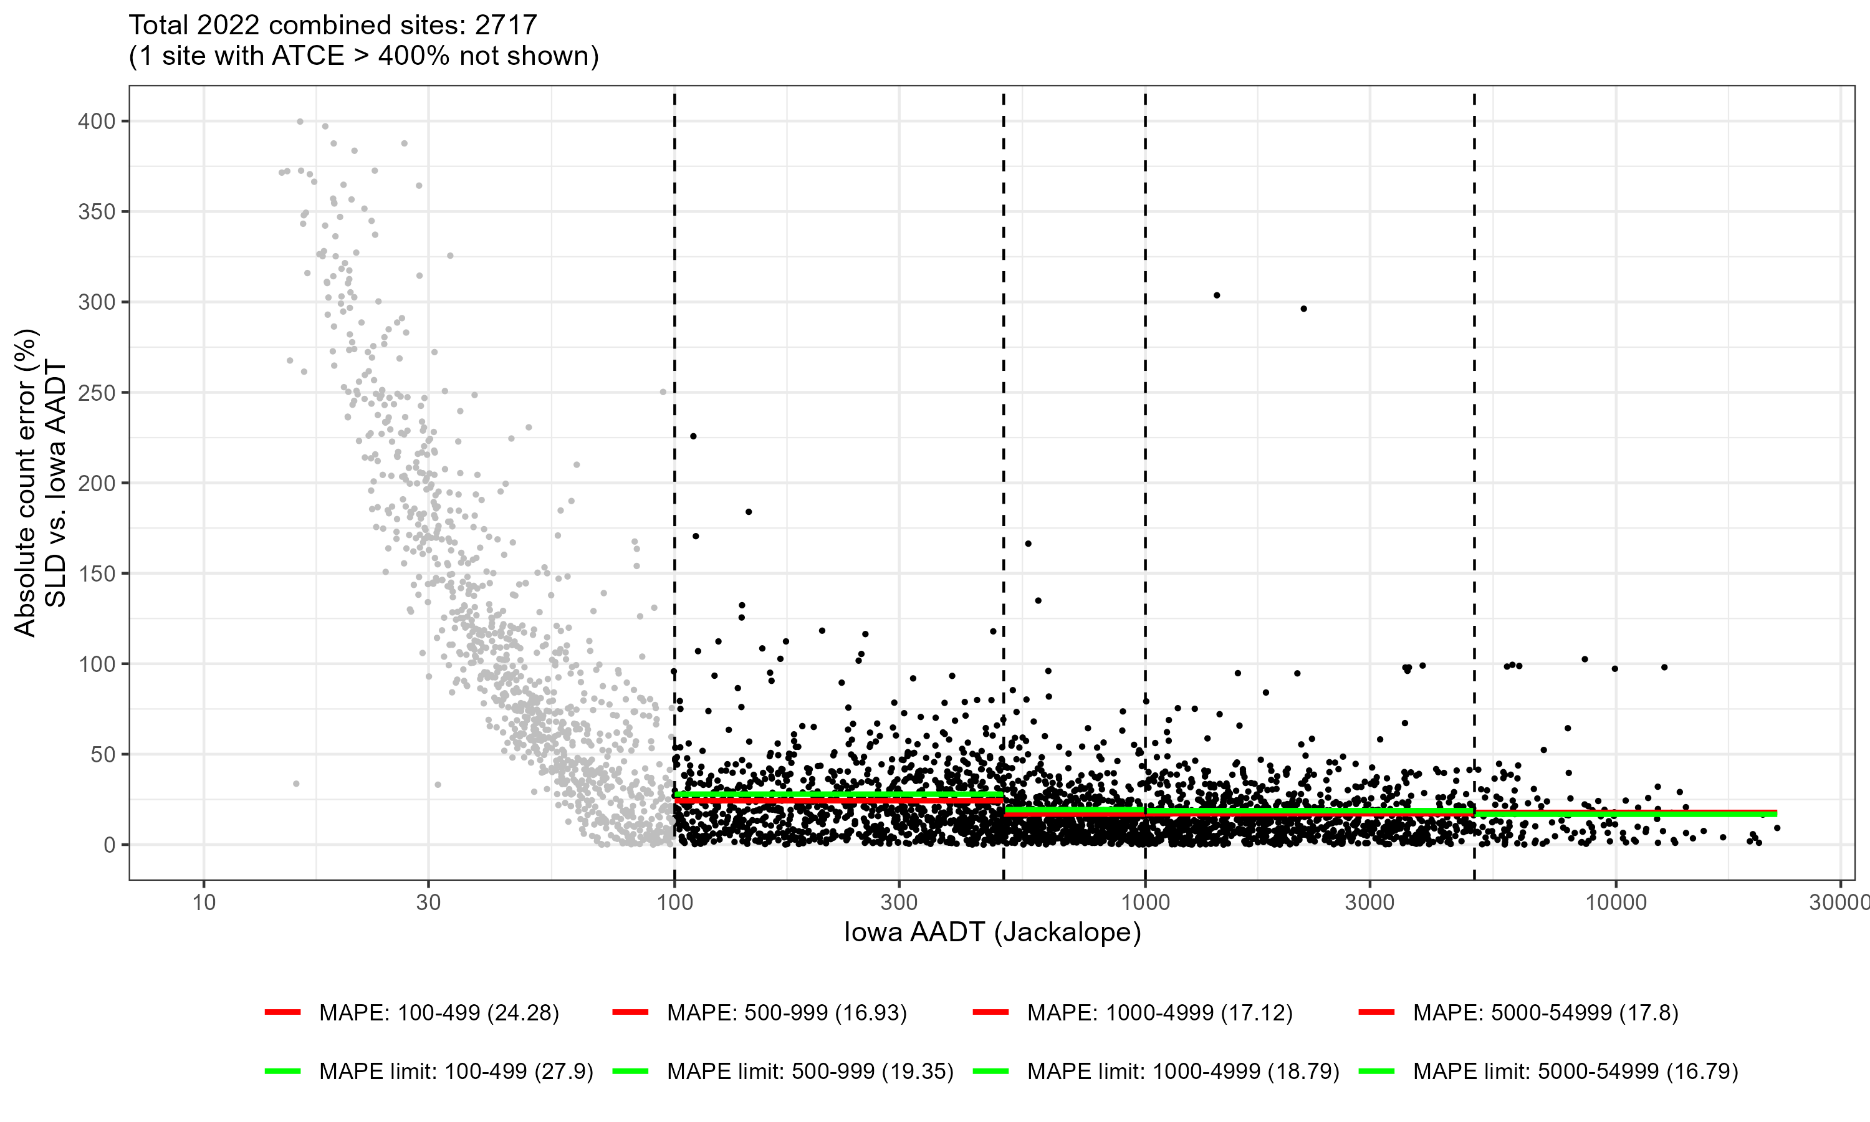 Total 2022 combined sites: 2717
(1 site with ATCE > 400% not shown)
Absolute count error (%)
SLD vs. Iowa AADT
400
350
300
250
200
150
100
50
0
10
30
100
300
1000
3000
10000
30000
Iowa AADT (Jackalope)
MAPE: 100-499 (24.28)
MAPE: 500-999 (16.93)
MAPE: 1000-4999 (17.12)
MAPE: 5000-54999 (17.8)
MAPE limit: 100-499 (27.9)
MAPE limit: 500-999 (19.35)
MAPE limit: 1000-4999 (18.79)
MAPE limit: 5000-54999 (16.79)